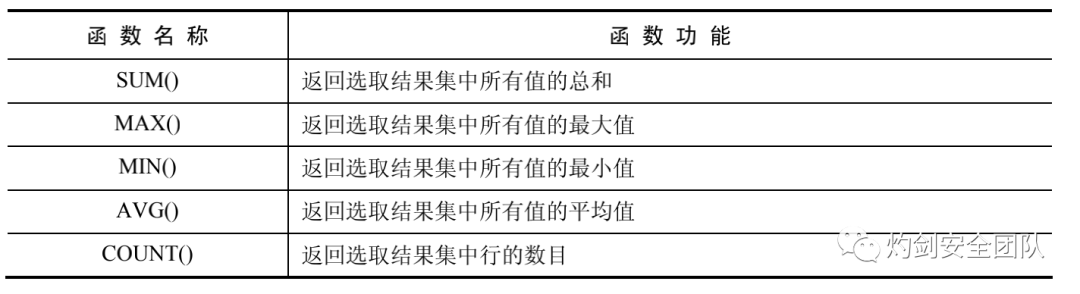 函数名称 函数功能
SUM() 返回选取结果集中所有值的总和
MAX() 返回选取结果集中所有值的最大值
MIN() 返回选取结果集中所有值的最小值
AVG() 返回选取结果集中所有值的平均值
COUNT() 返回选取结果集中行的数目
灼剑安全团队